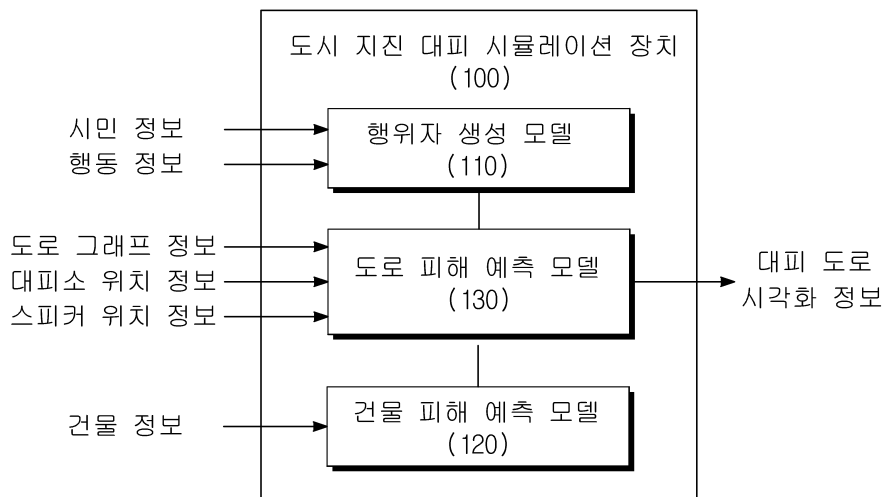 도시 지진 대피 시뮬레이션 장치
(100)
시민 정보
행동 정보
행위자 생성 모델
(110)
도로 그래프 정보
대피소 위치 정보
스피커 위치 정보
도로 피해 예측 모델
(130)
대피 도로
시각화 정보
건물 정보
건물 피해 예측 모델
(120)